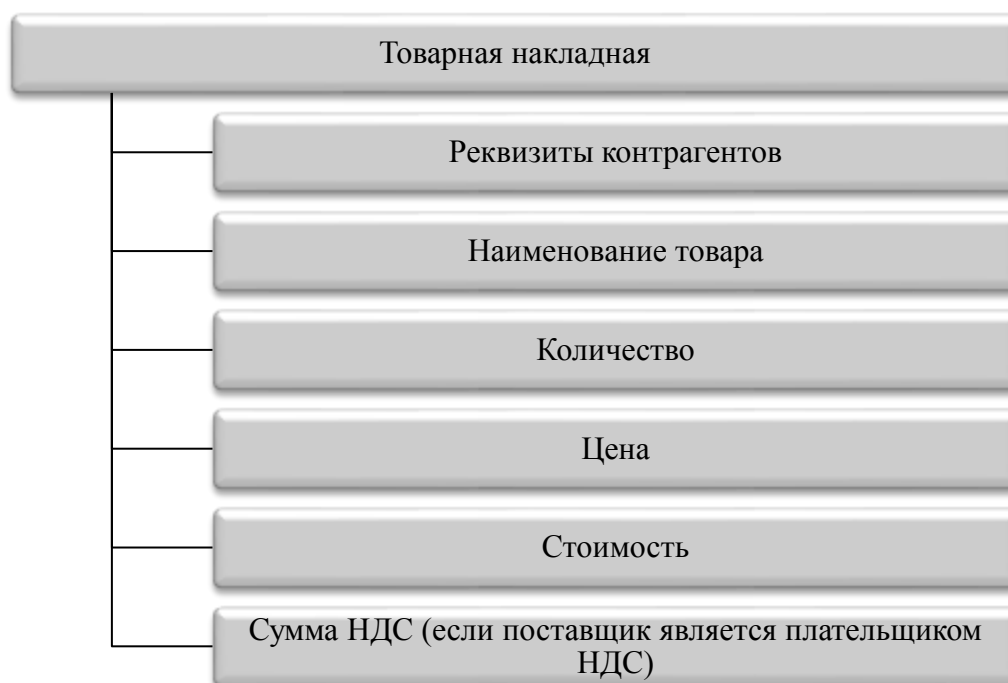 Товарная накладная
Реквизиты контрагентов
Наименование товара
Количество
Цена
Стоимость
Сумма НДС (если поставщик является плательщиком
НДС)